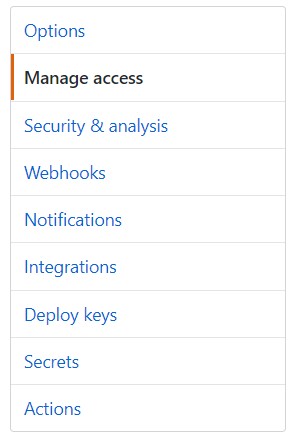 Options
Manage access
Security & analysis
Webhooks
Notifications
Integrations
Deploy keys
Secrets
Actions